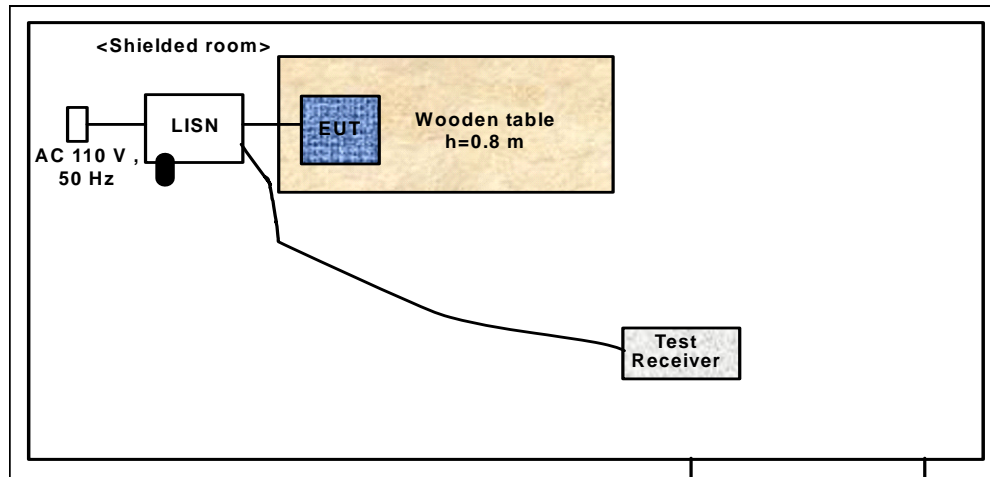 <Shielded room>
LISN
EUT
Wooden table
h=0.8 m
AC 110 V ,
50 Hz
Test
Receiver